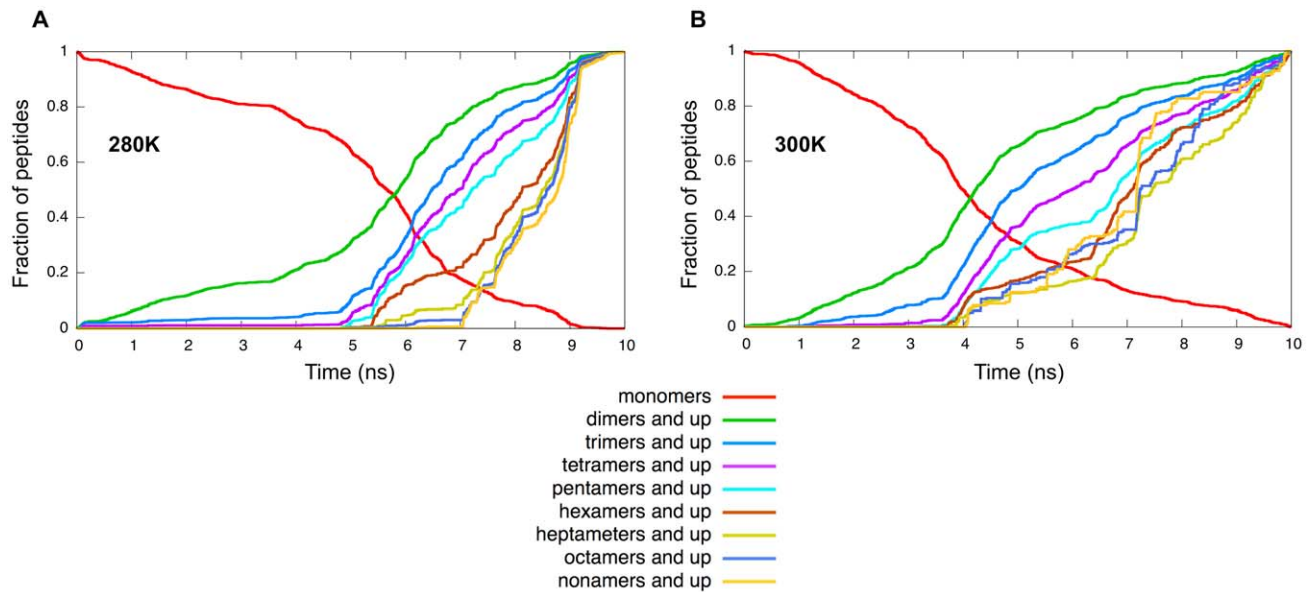 A
B
Fraction of peptides
1
0.8
0.6
0.4
0.2
0
280K
0 1 2 3 4 5 6 7 8 9 10
Time (ns)
Fraction of peptides
1
0.8
0.6
0.4
0.2
0
300K
0 1 2 3 4 5 6 7 8 9 10
Time (ns)
monomers
dimers and up
trimers and up
tetramers and up
pentamers and up
hexamers and up
heptameters and up
octamers and up
nonamers and up